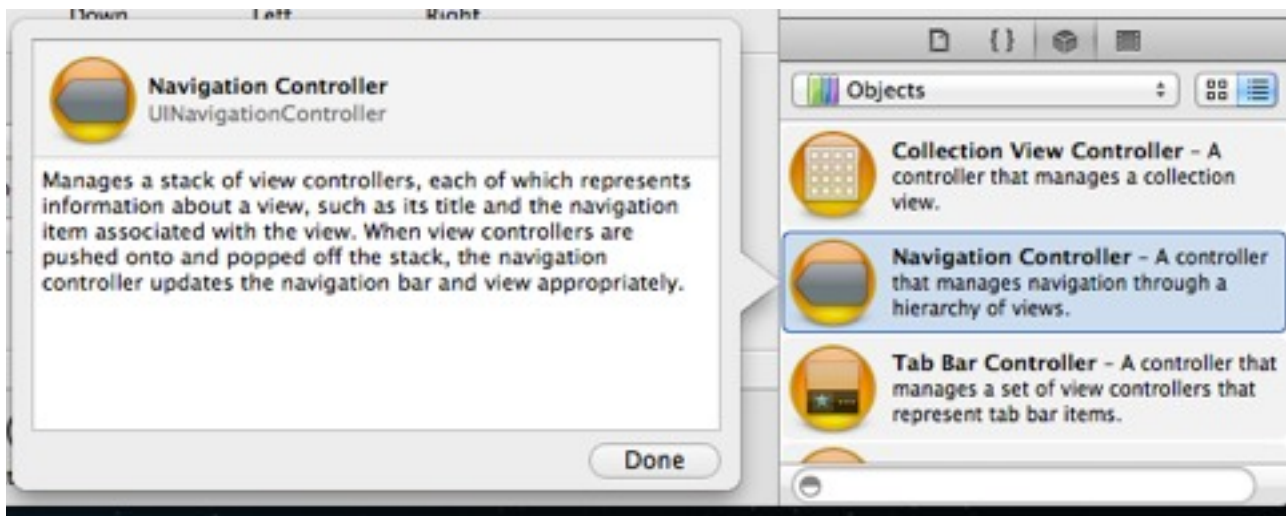 Down Left Right
Navigation Controller
UINavigationController
Manages a stack of view controllers, each of which represents
information about a view, such as its title and the navigation
item associated with the view. When view controllers are
pushed onto and popped off the stack, the navigation
controller updates the navigation bar and view appropriately.
Done
{}
Objects
Collection View Controller – A
controller that manages a collection
view.
Navigation Controller – A controller
that manages navigation through a
hierarchy of views.
Tab Bar Controller – A controller that
manages a set of view controllers that
represent tab bar items.